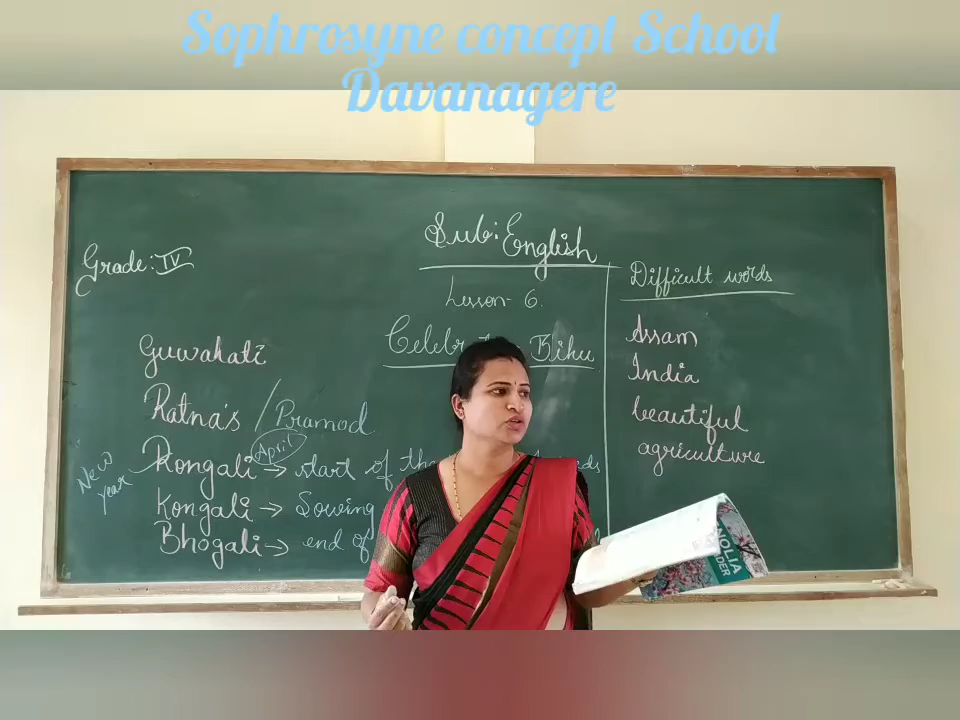 Sophrosyne concept School
Davanagere
Sub: English
Grade: IV
Lesson - 6.
Bihu
Guwahati
Ratna's / Pramod
April
New year
Rongali → start of the
Kongali → Sowing
Bhogali → end of
Difficult words
Assam
India
beautiful
agriculture